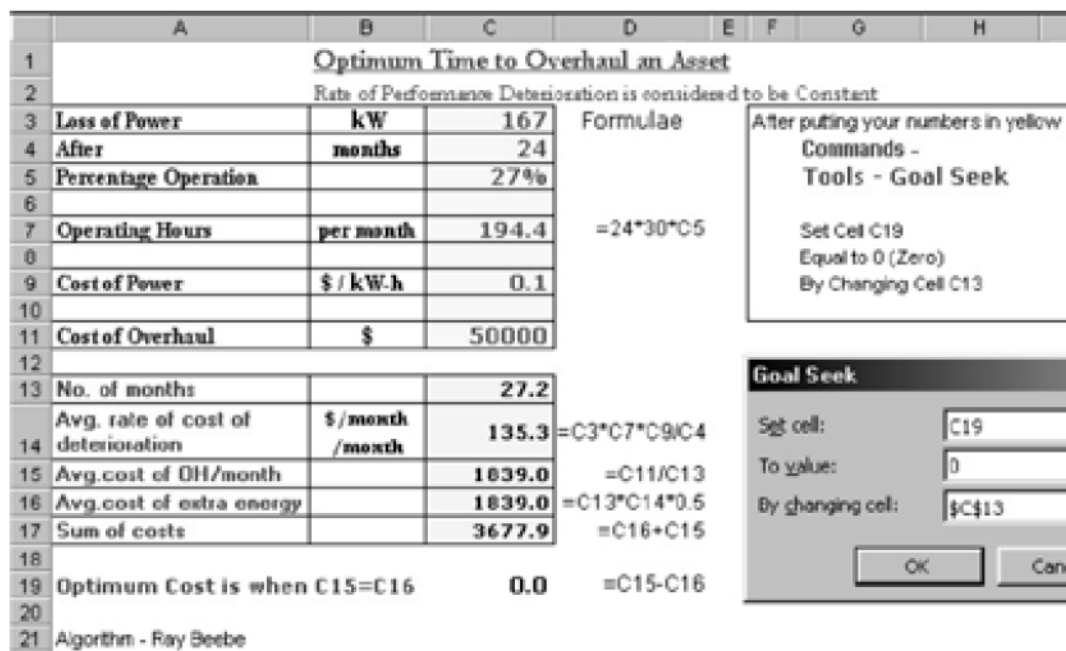 A B C D E F G H
1 Optimum Time to Overhaul an Asset
2 Rate of Performance Deterioration is considered to be Constant
3 Loss of Power kW 167 Formulae After putting your numbers in yellow
4 After months 24 Commands -
5 Percentage Operation 27% Tools - Goal Seek
6
7 Operating Hours per month 194.4 =24*30*C5 Set Cell C19
8 Equal to 0 (Zero)
9 Cost of Power $ / kW-h 0.1 By Changing Cell C13
10
11 Cost of Overhaul $ 50000
12
13 No. of months 27.2
Avg. rate of cost of $/month
14 deterioration /month 135.3 =C3*C7*C9/C4
15 Avg.cost of OH/month 1839.0 =C11/C13
16 Avg.cost of extra energy 1839.0 =C13*C14*0.5
17 Sum of costs 3677.9 =C16+C15
18
19 Optimum Cost is when C15=C16 0.0 =C15-C16
20
21 Algorithm - Ray Beebe
Goal Seek
Set cell: C19
To value: 0
By changing cell: $C$13
OK Canc